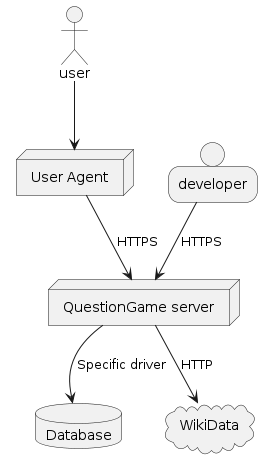 user
User Agent
developer
HTTPS
HTTPS
QuestionGame server
Specific driver
HTTP
Database
WikiData